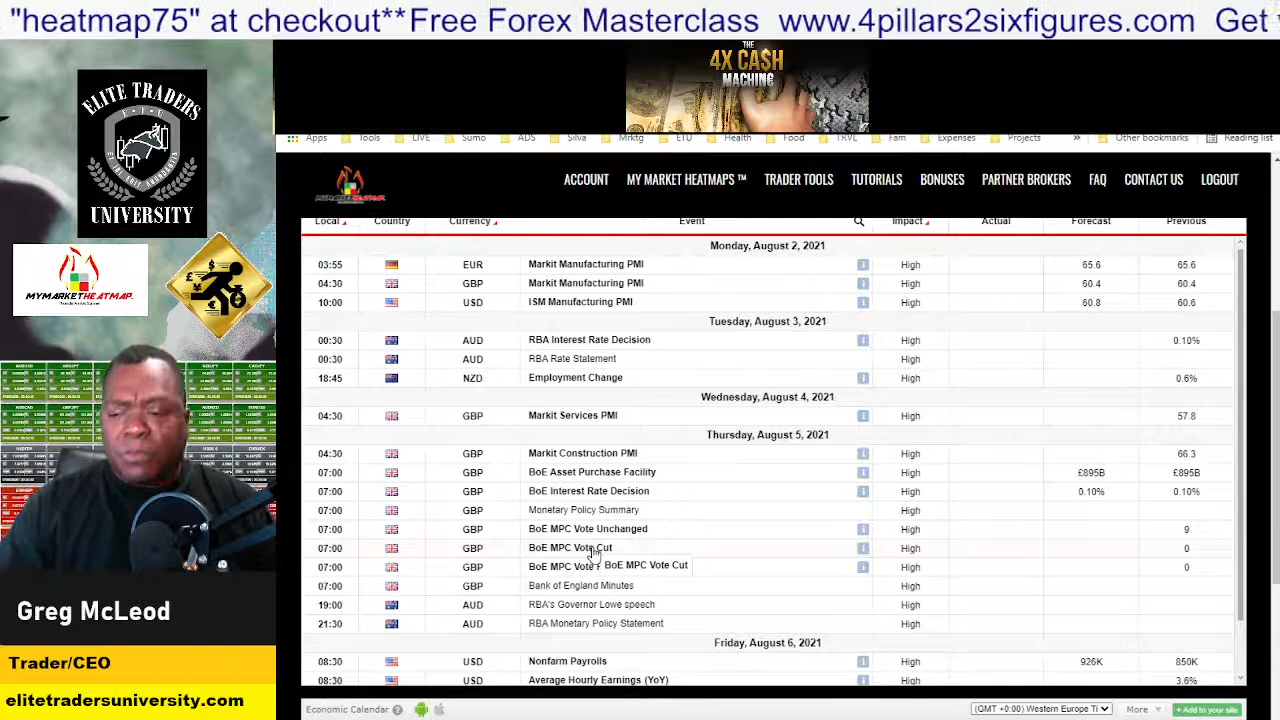 "heatmap75" at checkout**Free Forex Masterclass www.4pillars2sixfigures.com Get
THE
4X CA$H
MACHINE
Apps Tools LIVE Sumo ADS Silva Mrktg ETU Health Food TRVL Fam Expenses Projects » Other bookmarks Reading list
ELITE TRADERS
E·T·U
UNIVERSITY
MYMARKETHEATMAP
ACCOUNT MY MARKET HEATMAPS ™ TRADER TOOLS TUTORIALS BONUSES PARTNER BROKERS FAQ CONTACT US LOGOUT
Local Country Currency Event Impact Actual Forecast Previous
Monday, August 2, 2021
03:55 EUR Markit Manufacturing PMI High 65.6 65.6
04:30 GBP Markit Manufacturing PMI High 60.4 60.4
10:00 USD ISM Manufacturing PMI High 60.8 60.6
Tuesday, August 3, 2021
00:30 AUD RBA Interest Rate Decision High 0.10%
00:30 AUD RBA Rate Statement High
18:45 NZD Employment Change High 0.6%
Wednesday, August 4, 2021
04:30 GBP Markit Services PMI High 57.8
Thursday, August 5, 2021
04:30 GBP Markit Construction PMI High 66.3
07:00 GBP BoE Asset Purchase Facility High £895B £895B
07:00 GBP BoE Interest Rate Decision High 0.10% 0.10%
07:00 GBP Monetary Policy Summary High
07:00 GBP BoE MPC Vote Unchanged High 9
07:00 GBP BoE MPC Vote Cut High 0
07:00 GBP BoE MPC Vote BoE MPC Vote Cut High 0
07:00 GBP Bank of England Minutes High
19:00 AUD RBA's Governor Lowe speech High
21:30 AUD RBA Monetary Policy Statement High
Friday, August 6, 2021
08:30 USD Nonfarm Payrolls High 926K 850K
08:30 USD Average Hourly Earnings (YoY) High 3.6%
Economic Calendar (GMT +0:00) Western Europe Ti More + Add to your site
Greg McLeod
Trader/CEO
elitetradersuniversity.com